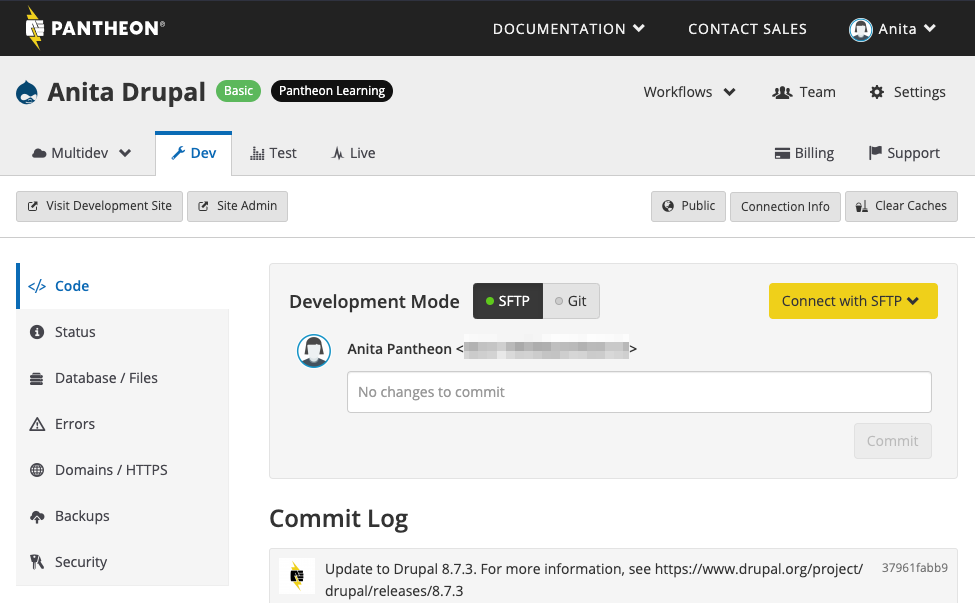 PANTHEON®
DOCUMENTATION
CONTACT SALES
Anita
Anita Drupal
Basic
Pantheon Learning
Workflows
Team
Settings
Multidev
Dev
Test
Live
Billing
Support
Visit Development Site
Site Admin
Public
Connection Info
Clear Caches
</> Code
Status
Database / Files
Errors
Domains / HTTPS
Backups
Security
Development Mode
SFTP
Git
Connect with SFTP
Anita Pantheon < >
No changes to commit
Commit
Commit Log
Update to Drupal 8.7.3. For more information, see https://www.drupal.org/project/
drupal/releases/8.7.3
37961fabb9